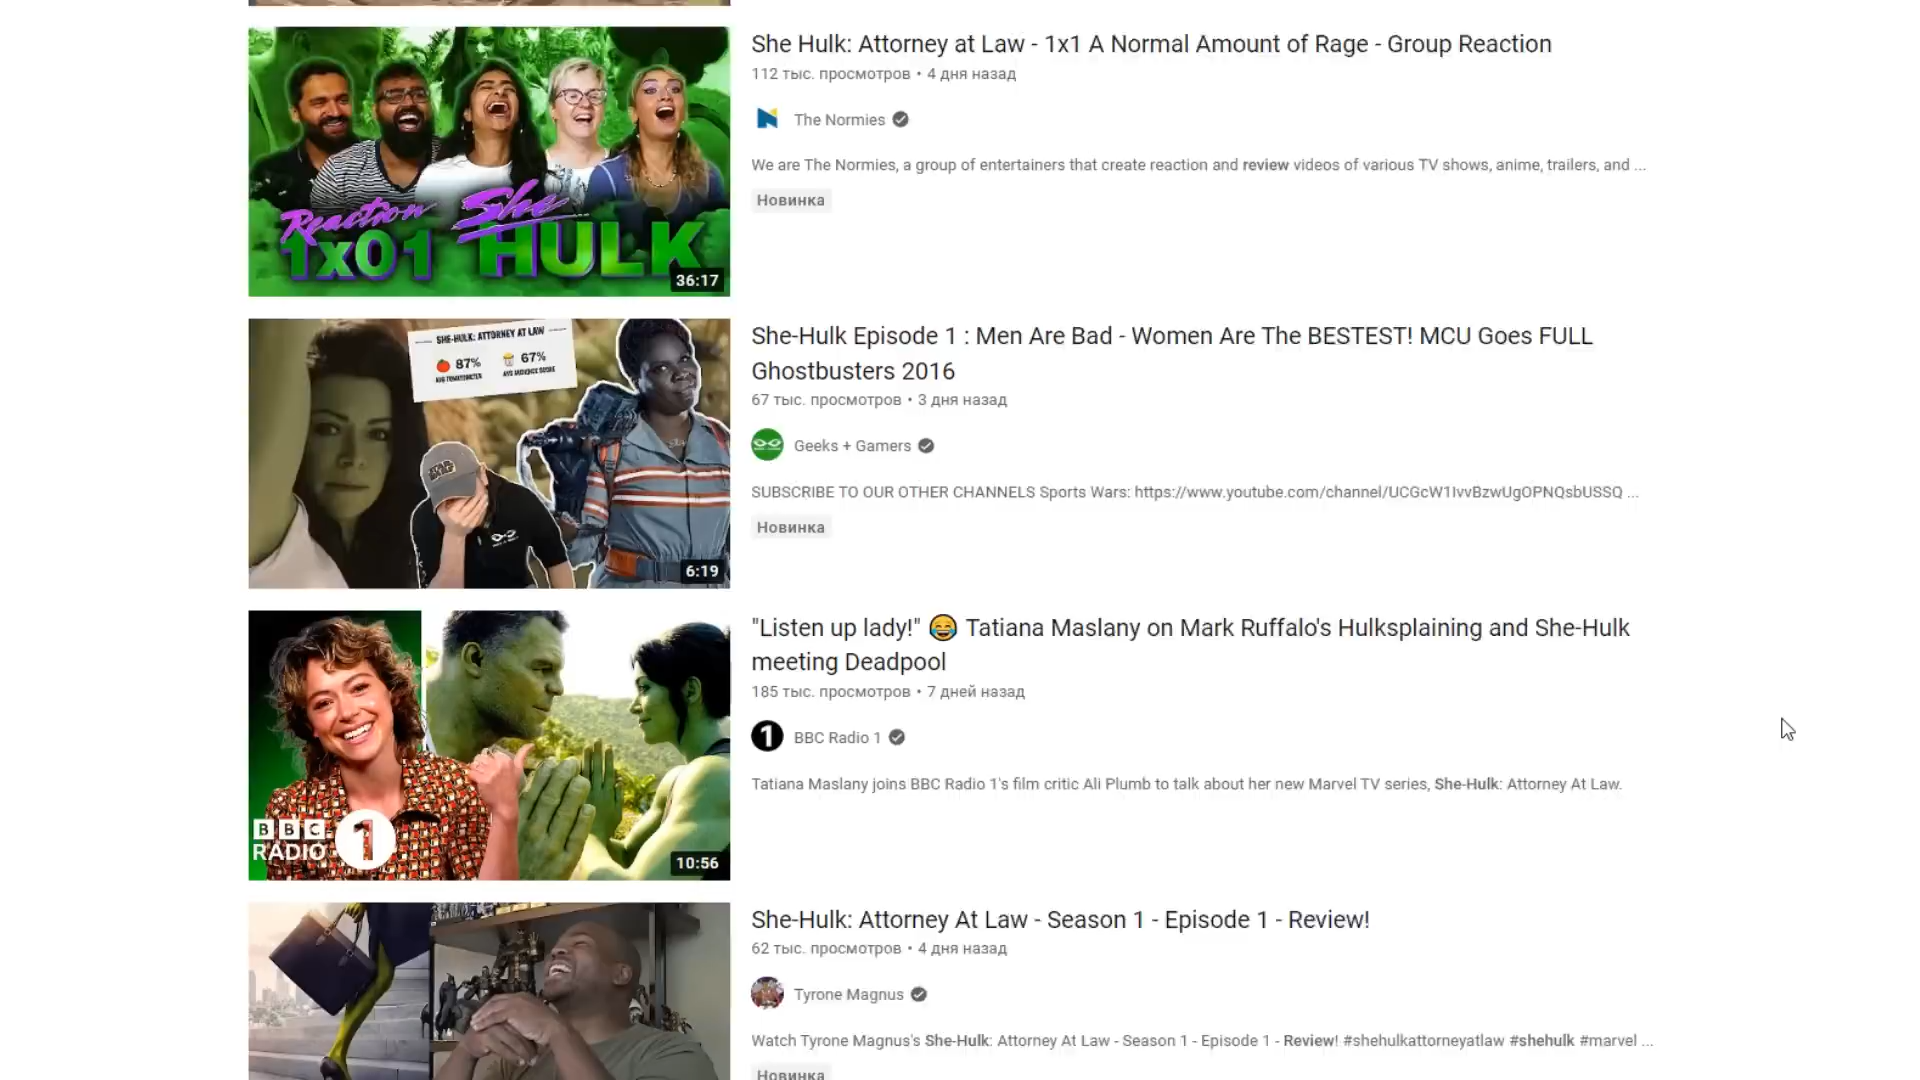 Reaction She
1x01 HULK
36:17
She Hulk: Attorney at Law - 1x1 A Normal Amount of Rage - Group Reaction
112 тыс. просмотров • 4 дня назад
The Normies
We are The Normies, a group of entertainers that create reaction and review videos of various TV shows, anime, trailers, and ...
Новинка
SHE-HULK: ATTORNEY AT LAW
87% 67%
AVG TOMATOMETER AVG AUDIENCE SCORE
6:19
She-Hulk Episode 1 : Men Are Bad - Women Are The BESTEST! MCU Goes FULL
Ghostbusters 2016
67 тыс. просмотров • 3 дня назад
Geeks + Gamers
SUBSCRIBE TO OUR OTHER CHANNELS Sports Wars: https://www.youtube.com/channel/UCGcW1IvvBzwUgOPNQsbUSSQ ...
Новинка
BBC
RADIO 1
10:56
"Listen up lady!" 😂 Tatiana Maslany on Mark Ruffalo's Hulksplaining and She-Hulk
meeting Deadpool
185 тыс. просмотров • 7 дней назад
1 BBC Radio 1
Tatiana Maslany joins BBC Radio 1's film critic Ali Plumb to talk about her new Marvel TV series, She-Hulk: Attorney At Law.
She-Hulk: Attorney At Law - Season 1 - Episode 1 - Review!
62 тыс. просмотров • 4 дня назад
Tyrone Magnus
Watch Tyrone Magnus's She-Hulk: Attorney At Law - Season 1 - Episode 1 - Review! #shehulkattorneyatlaw #shehulk #marvel ...
Новинка